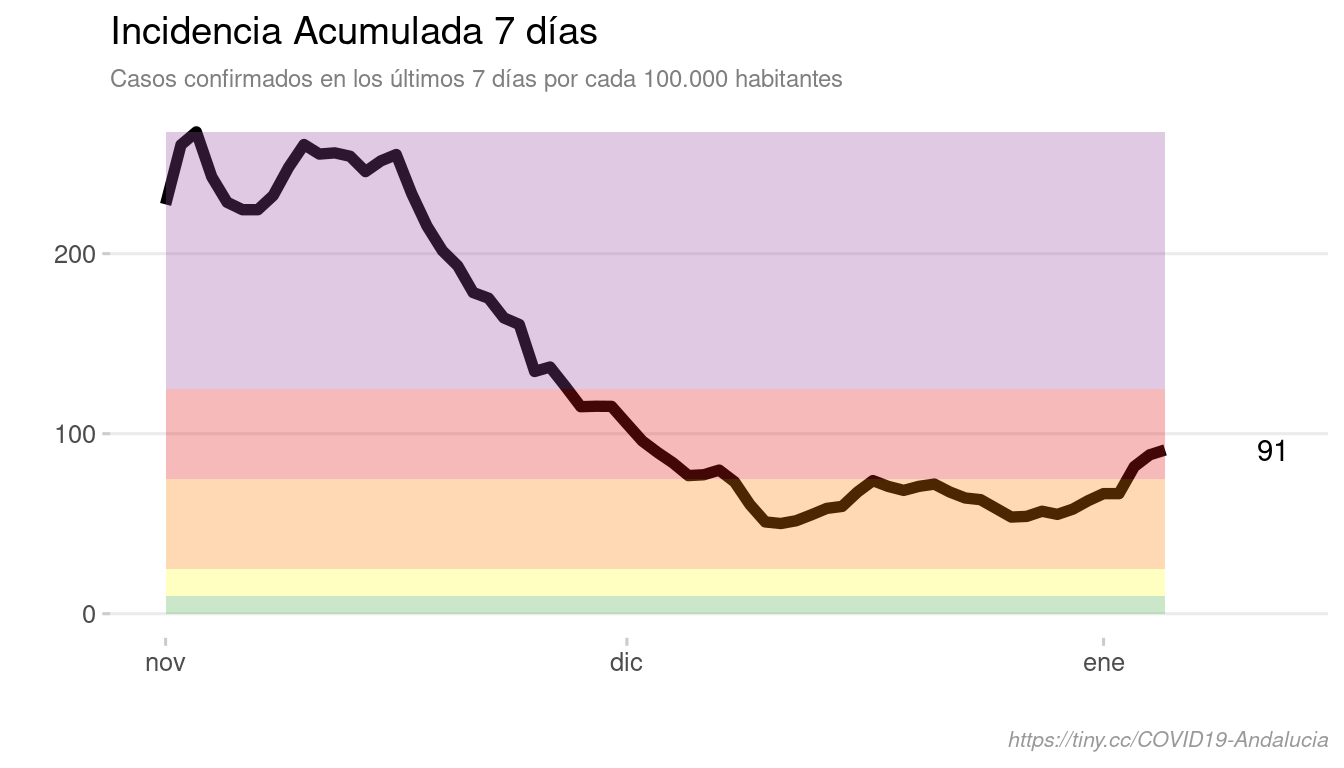 Incidencia Acumulada 7 días
Casos confirmados en los últimos 7 días por cada 100.000 habitantes
200
100
91
0
nov dic ene
https://tiny.cc/COVID19-Andalucia